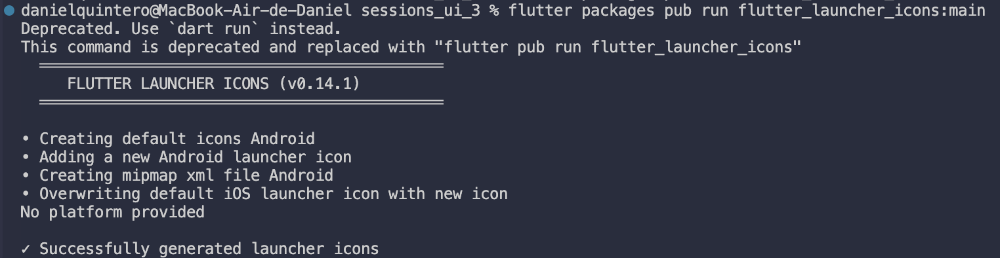 danielquintero@MacBook-Air-de-Daniel sessions_ui_3 % flutter packages pub run flutter_launcher_icons:main
Deprecated. Use `dart run` instead.
This command is deprecated and replaced with "flutter pub run flutter_launcher_icons"
FLUTTER LAUNCHER ICONS (v0.14.1)
• Creating default icons Android
• Adding a new Android launcher icon
• Creating mipmap xml file Android
• Overwriting default iOS launcher icon with new icon
No platform provided
✓ Successfully generated launcher icons